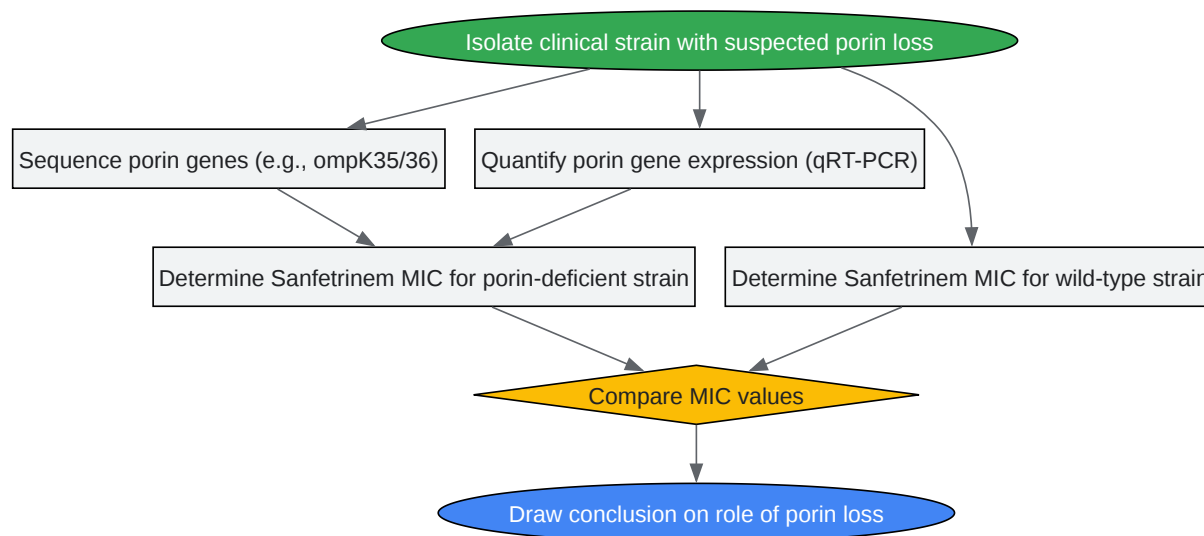 Isolate clinical strain with suspected porin loss
Sequence porin genes (e.g., ompK35/36)
Quantify porin gene expression (qRT-PCR)
Determine Sanfetrinem MIC for porin-deficient strain
Determine Sanfetrinem MIC for wild-type strain
Compare MIC values
Draw conclusion on role of porin loss